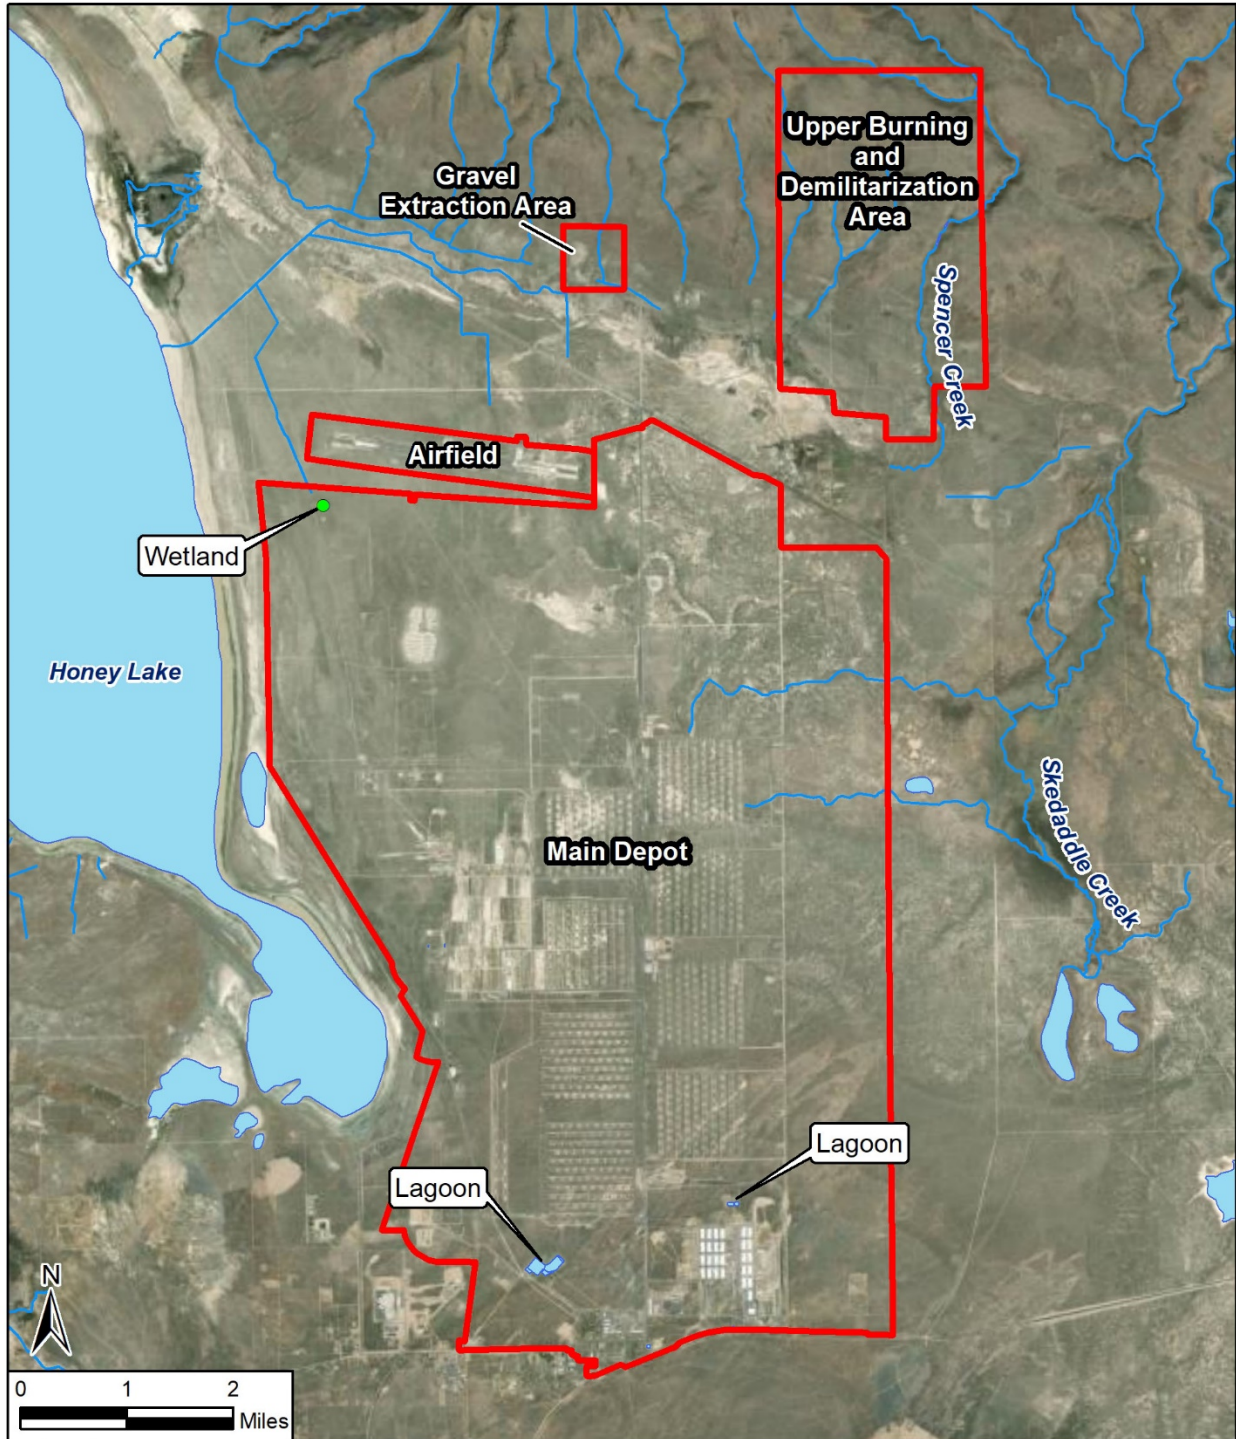 Upper Burning
and
Demilitarization
Area
Gravel
Extraction Area
Spencer Creek
Airfield
Wetland
Honey Lake
Skedaddle Creek
Main Depot
Lagoon
Lagoon
N
0 1 2
Miles